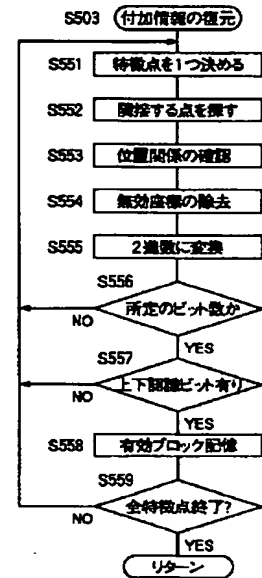 S503 付加情報の復元
S551 特徴点を1つ決める
S552 隣接する点を探す
S553 位置関係の確認
S554 無効座標の除去
S555 2進数に変換
S556
所定のビット数か
NO
YES
S557
上下認識ビット有り
NO
YES
S558 有効ブロック記憶
S559
全特徴点終了?
NO
YES
リターン